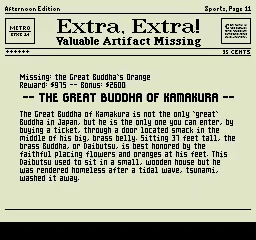 Afternoon Edition
Sports, Page 11
METRO
Extra, Extra!
Valuable Artifact Missing
35 CENTS
Missing: the Great Buddha's Orange
Reward: $975 -- Bonus: $2600
-- THE GREAT BUDDHA OF KAMAKURA --
The Great Buddha of Kamakura is not the only 'great'
Buddha in Japan, but he is the only one you can enter, by
buying a ticket, through a door located smack in the
middle of his big, brass belly. Sitting 37 feet tall, the
brass Buddha, or Daibutsu, is best honored by the
faithful placing flowers and oranges at his feet. This
Daibutsu used to sit in a small, wooden house but he
was rendered homeless after a tidal wave, tsunami,
washed it away.